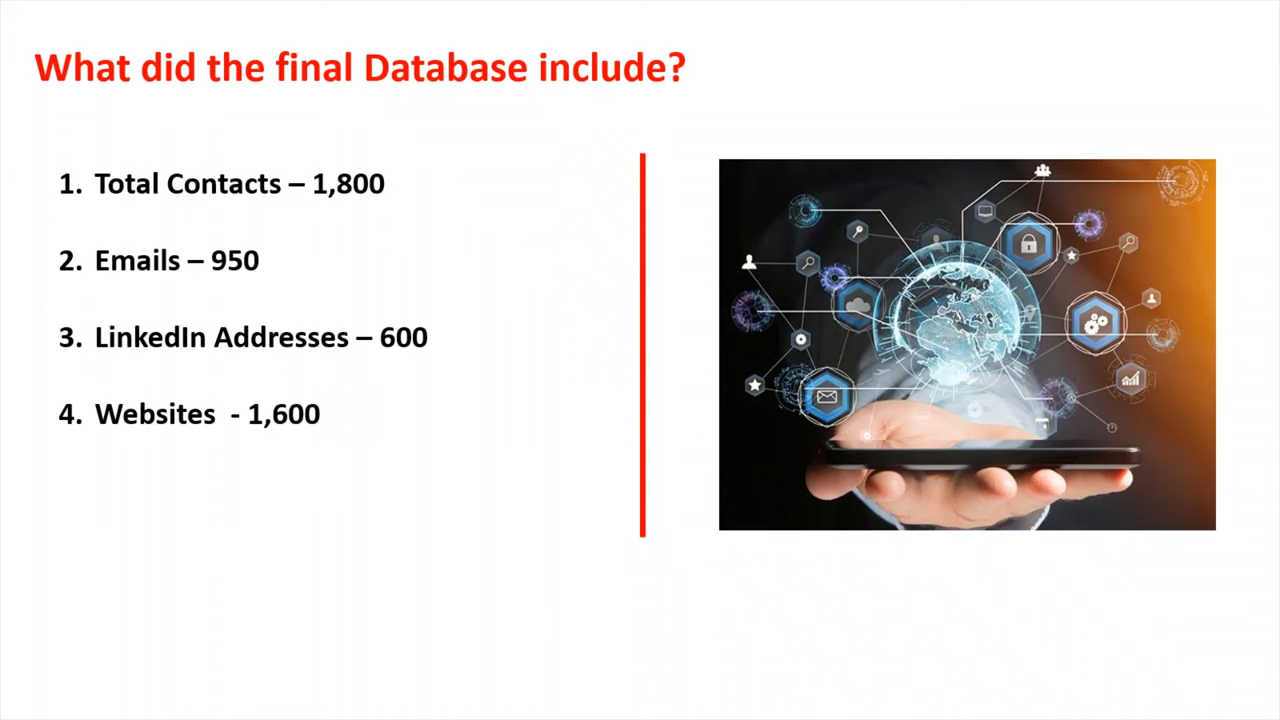 What did the final Database include?
1. Total Contacts – 1,800
2. Emails – 950
3. LinkedIn Addresses – 600
4. Websites  - 1,600